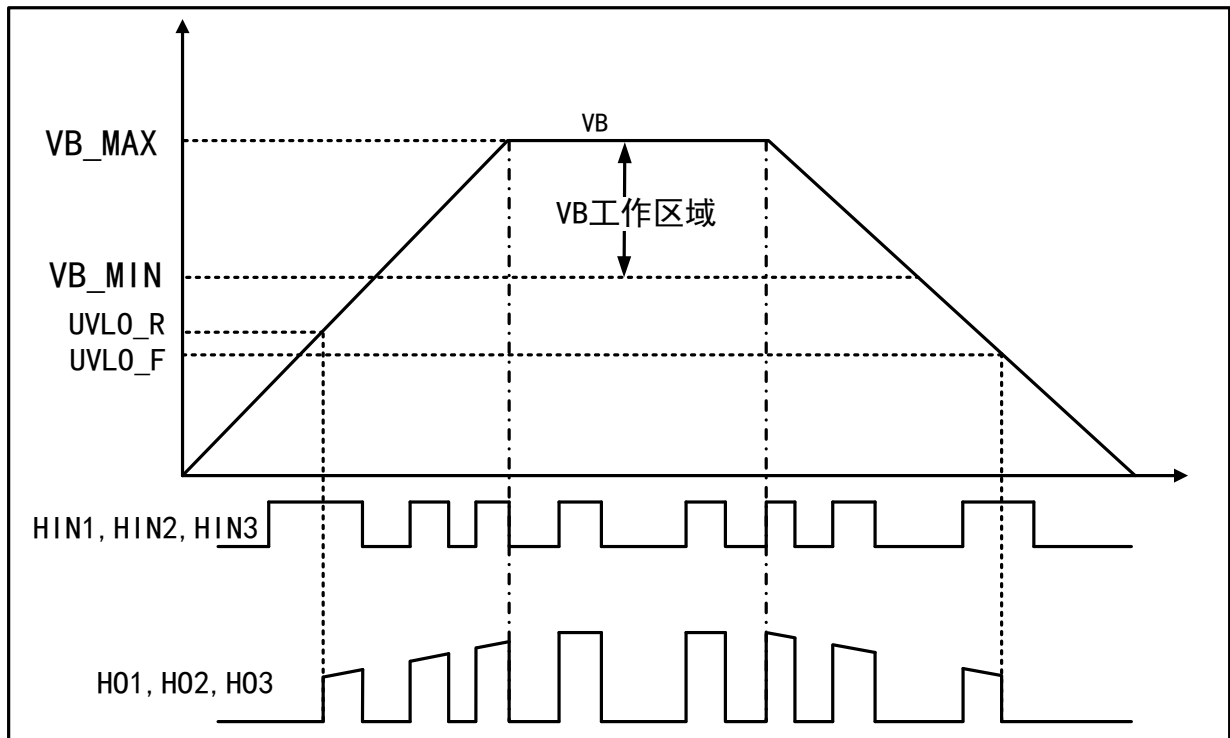 VB
VB_MAX
VB工作区域
VB_MIN
UVLO_R
UVLO_F
HIN1, HIN2, HIN3
HO1, HO2, HO3